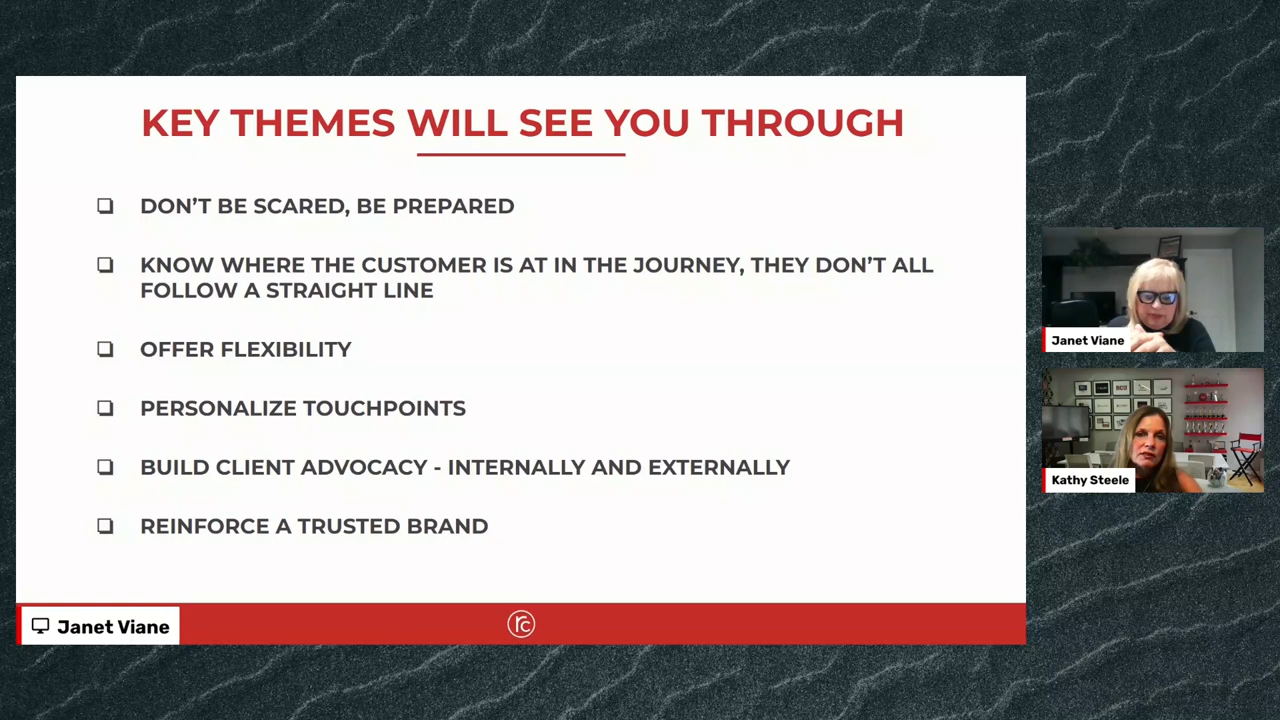 KEY THEMES WILL SEE YOU THROUGH
DON'T BE SCARED, BE PREPARED
KNOW WHERE THE CUSTOMER IS AT IN THE JOURNEY, THEY DON'T ALL
FOLLOW A STRAIGHT LINE
OFFER FLEXIBILITY
PERSONALIZE TOUCHPOINTS
BUILD CLIENT ADVOCACY - INTERNALLY AND EXTERNALLY
REINFORCE A TRUSTED BRAND
Janet Viane
rc
Janet Viane
Kathy Steele